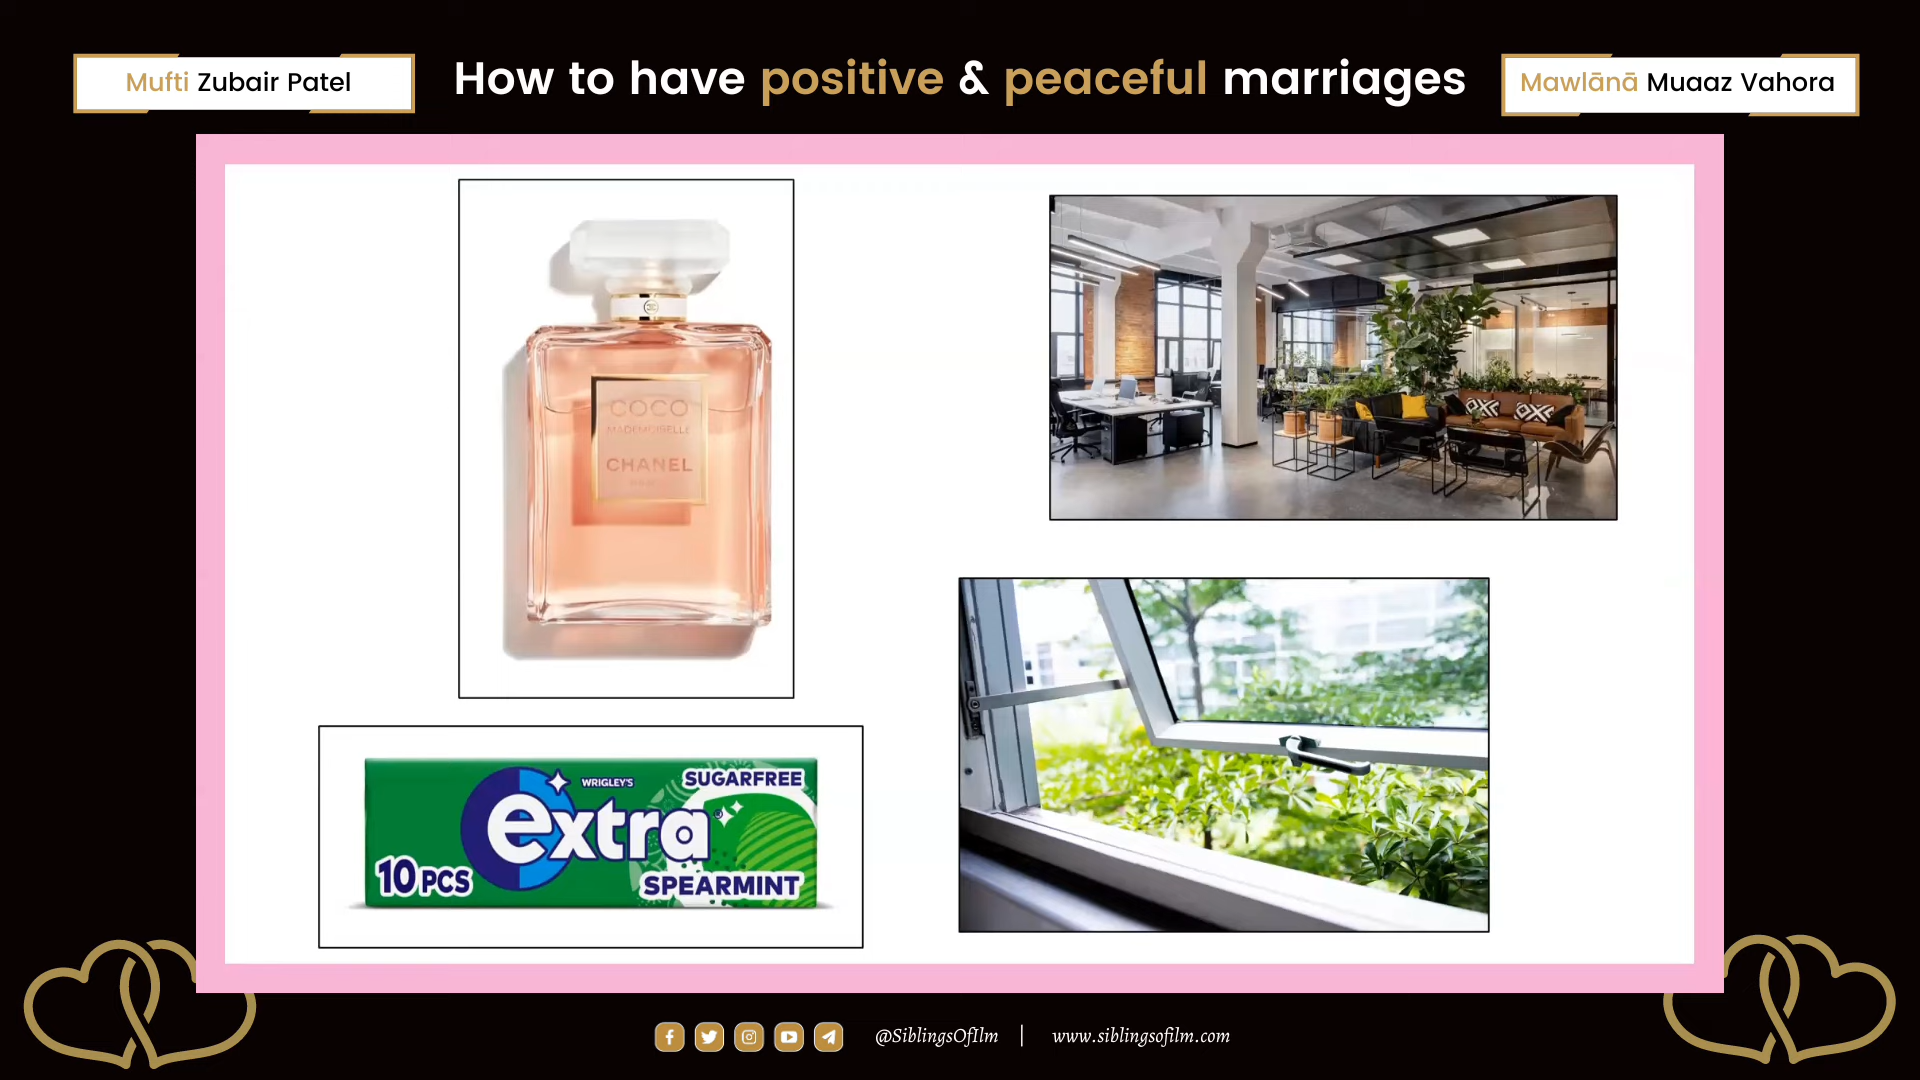 Mufti Zubair Patel
How to have positive & peaceful marriages
Mawlānā Muaaz Vahora
COCO
MADEMOISELLE
CHANEL
WRIGLEY'S
SUGARFREE
extra
10 PCS
SPEARMINT
@SiblingsOfIlm | www.siblingsofilm.com